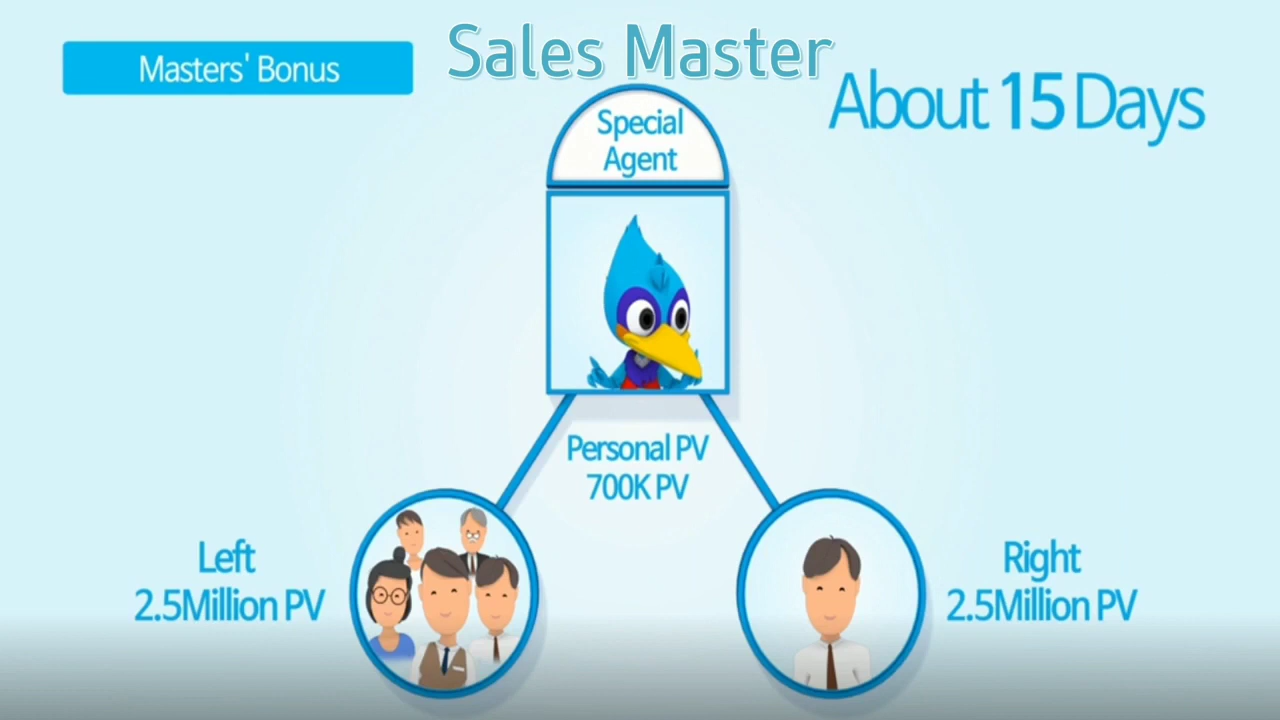 Masters' Bonus
Sales Master
About 15 Days
Special
Agent
Personal PV
700K PV
Left
2.5Million PV
Right
2.5Million PV